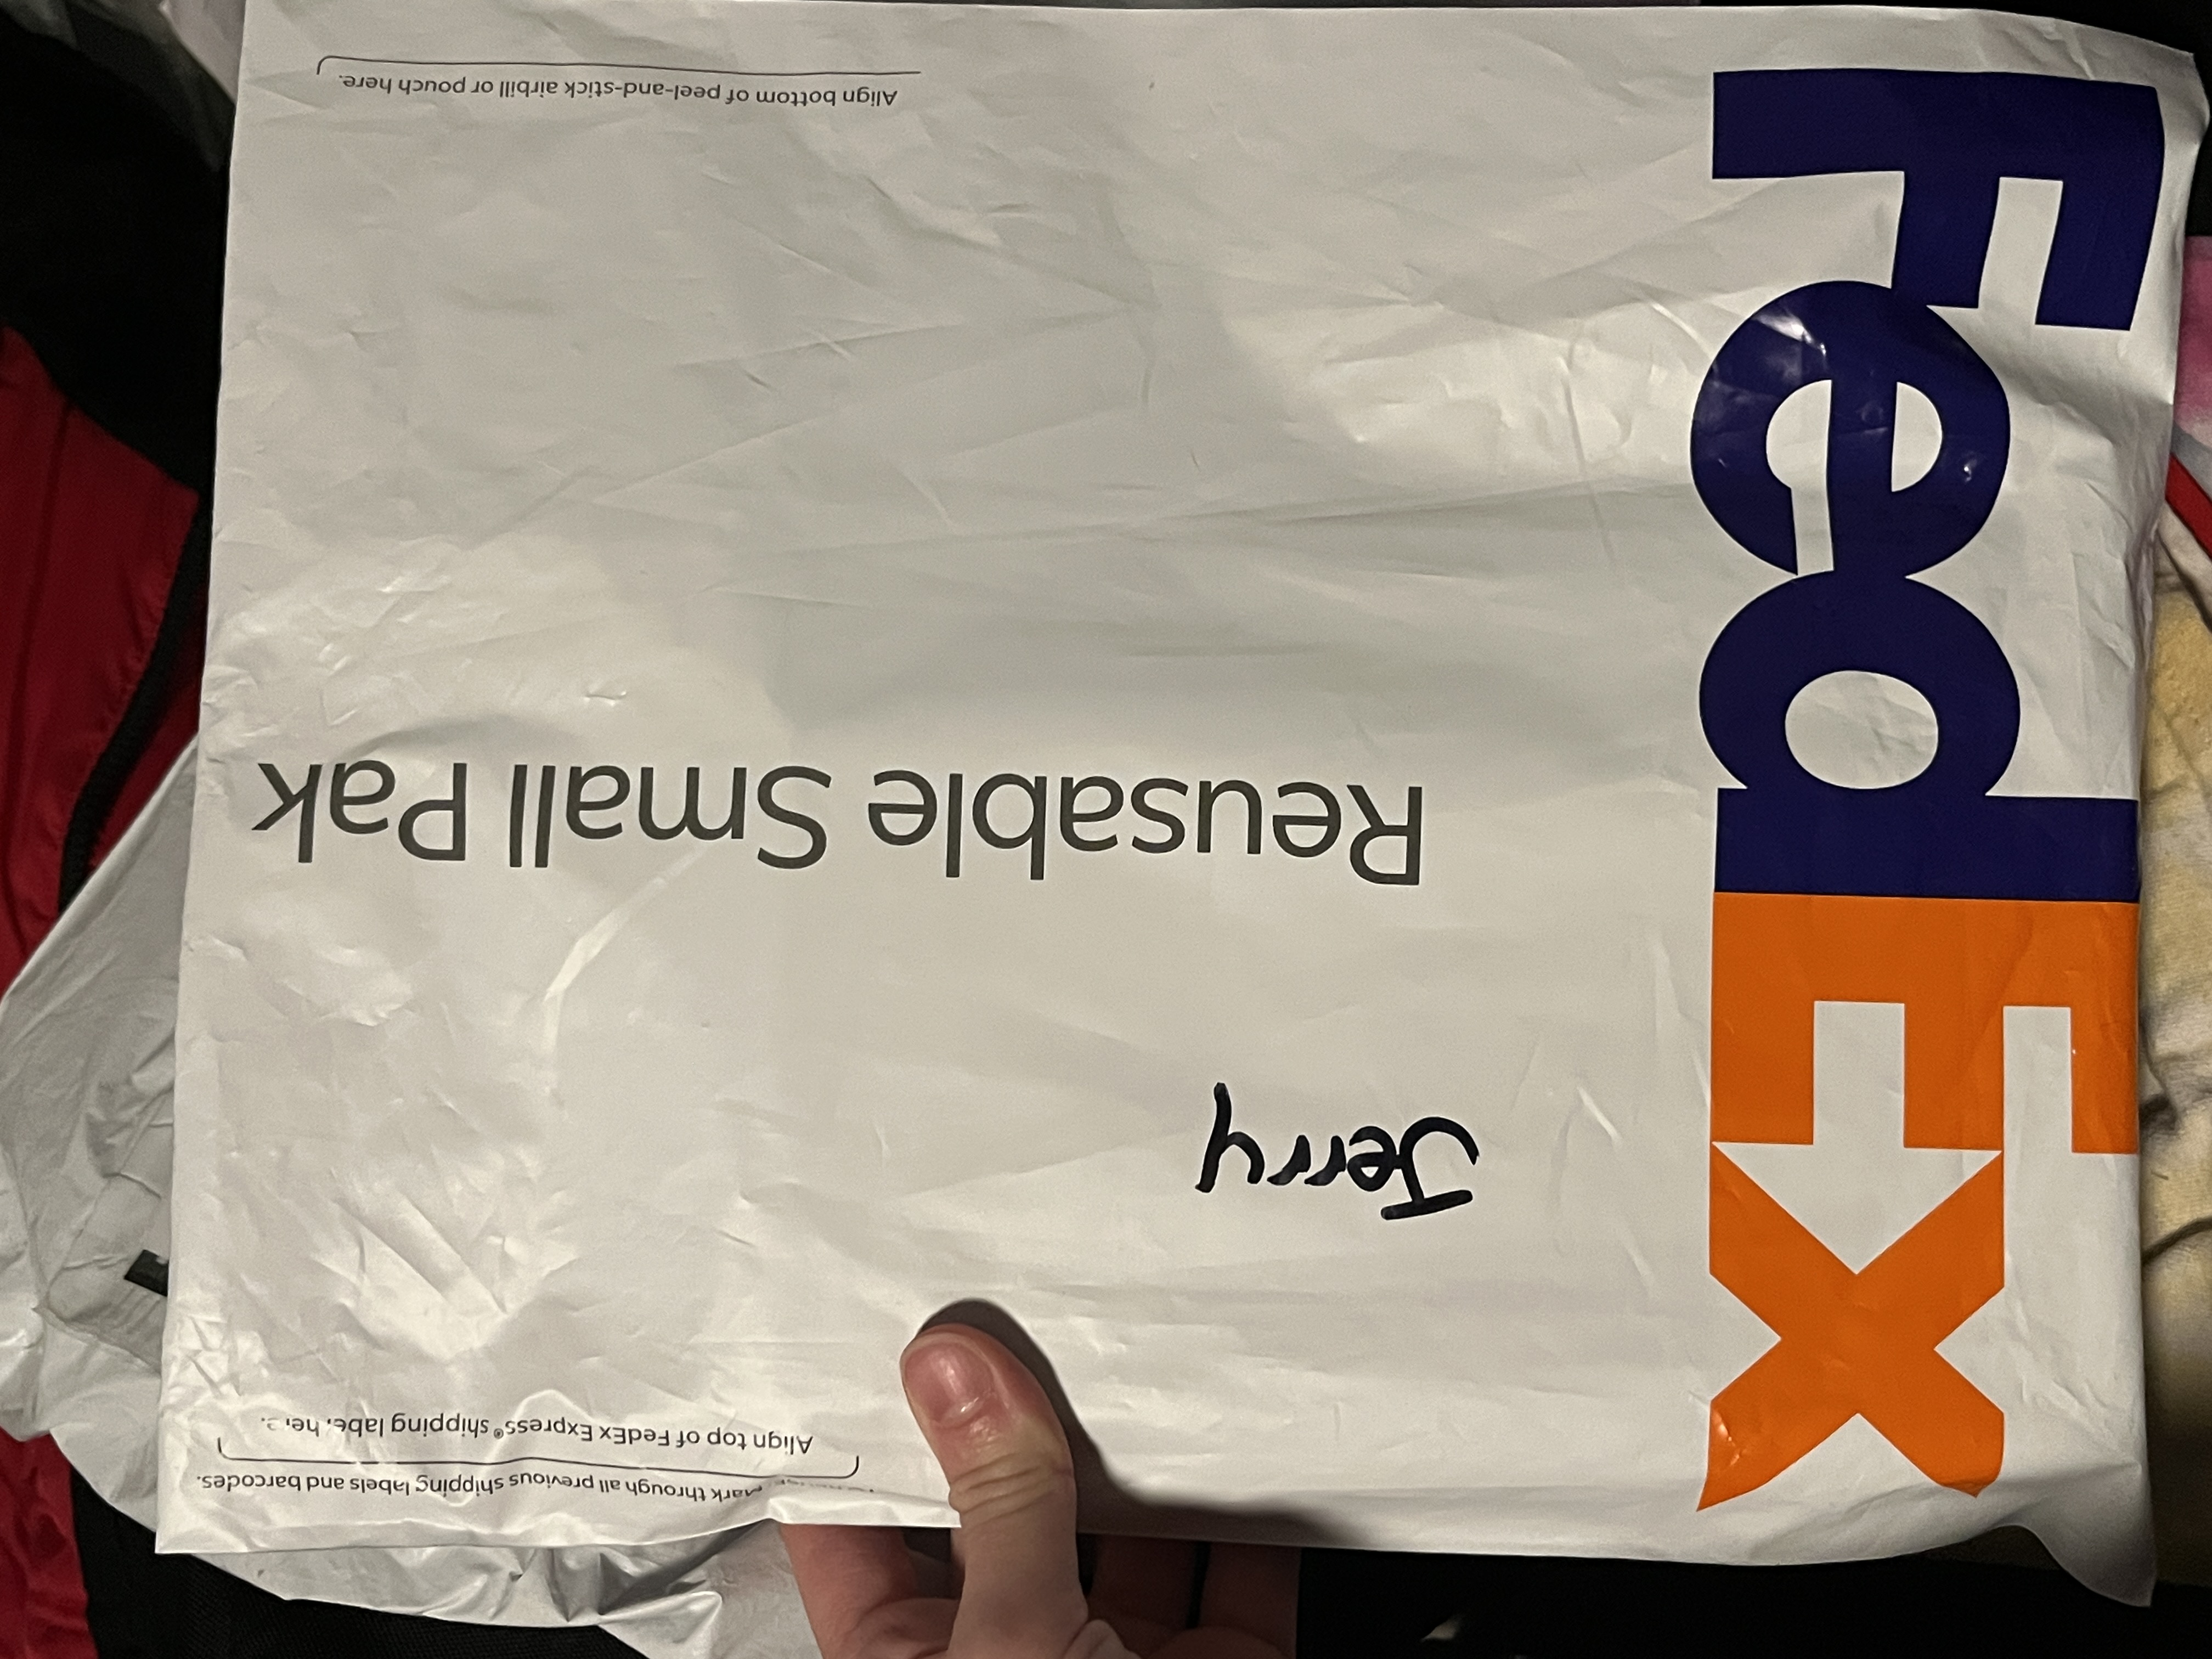 FedEx
Mark through all previous shipping labels and barcodes.
Align top of FedEx Express® shipping label here.
Jerry
Reusable Small Pak
Align bottom of peel-and-stick airbill or pouch here.